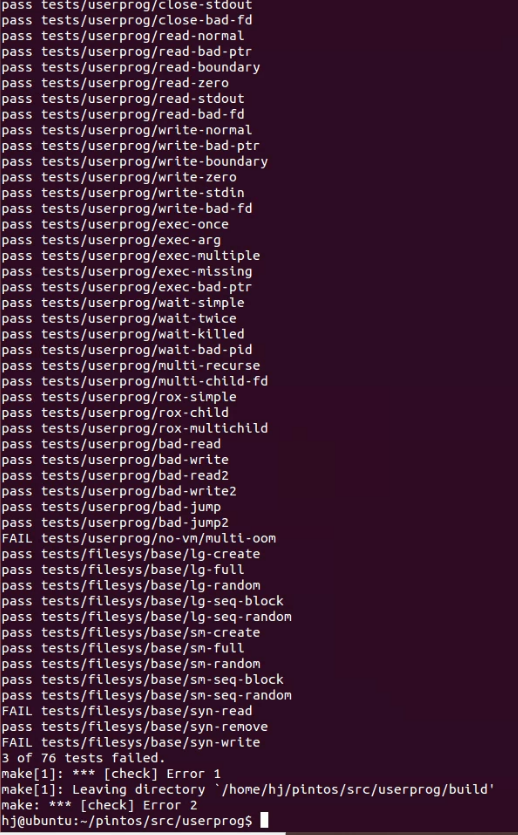 pass tests/userprog/close-stdout
pass tests/userprog/close-bad-fd
pass tests/userprog/read-normal
pass tests/userprog/read-bad-ptr
pass tests/userprog/read-boundary
pass tests/userprog/read-zero
pass tests/userprog/read-stdout
pass tests/userprog/read-bad-fd
pass tests/userprog/write-normal
pass tests/userprog/write-bad-ptr
pass tests/userprog/write-boundary
pass tests/userprog/write-zero
pass tests/userprog/write-stdin
pass tests/userprog/write-bad-fd
pass tests/userprog/exec-once
pass tests/userprog/exec-arg
pass tests/userprog/exec-multiple
pass tests/userprog/exec-missing
pass tests/userprog/exec-bad-ptr
pass tests/userprog/wait-simple
pass tests/userprog/wait-twice
pass tests/userprog/wait-killed
pass tests/userprog/wait-bad-pid
pass tests/userprog/multi-recurse
pass tests/userprog/multi-child-fd
pass tests/userprog/rox-simple
pass tests/userprog/rox-child
pass tests/userprog/rox-multichild
pass tests/userprog/bad-read
pass tests/userprog/bad-write
pass tests/userprog/bad-read2
pass tests/userprog/bad-write2
pass tests/userprog/bad-jump
pass tests/userprog/bad-jump2
FAIL tests/userprog/no-vm/multi-oom
pass tests/filesys/base/lg-create
pass tests/filesys/base/lg-full
pass tests/filesys/base/lg-random
pass tests/filesys/base/lg-seq-block
pass tests/filesys/base/lg-seq-random
pass tests/filesys/base/sm-create
pass tests/filesys/base/sm-full
pass tests/filesys/base/sm-random
pass tests/filesys/base/sm-seq-block
pass tests/filesys/base/sm-seq-random
FAIL tests/filesys/base/syn-read
pass tests/filesys/base/syn-remove
FAIL tests/filesys/base/syn-write
3 of 76 tests failed.
make[1]: *** [check] Error 1
make[1]: Leaving directory `/home/hj/pintos/src/userprog/build'
make: *** [check] Error 2
hj@ubuntu:~/pintos/src/userprog$